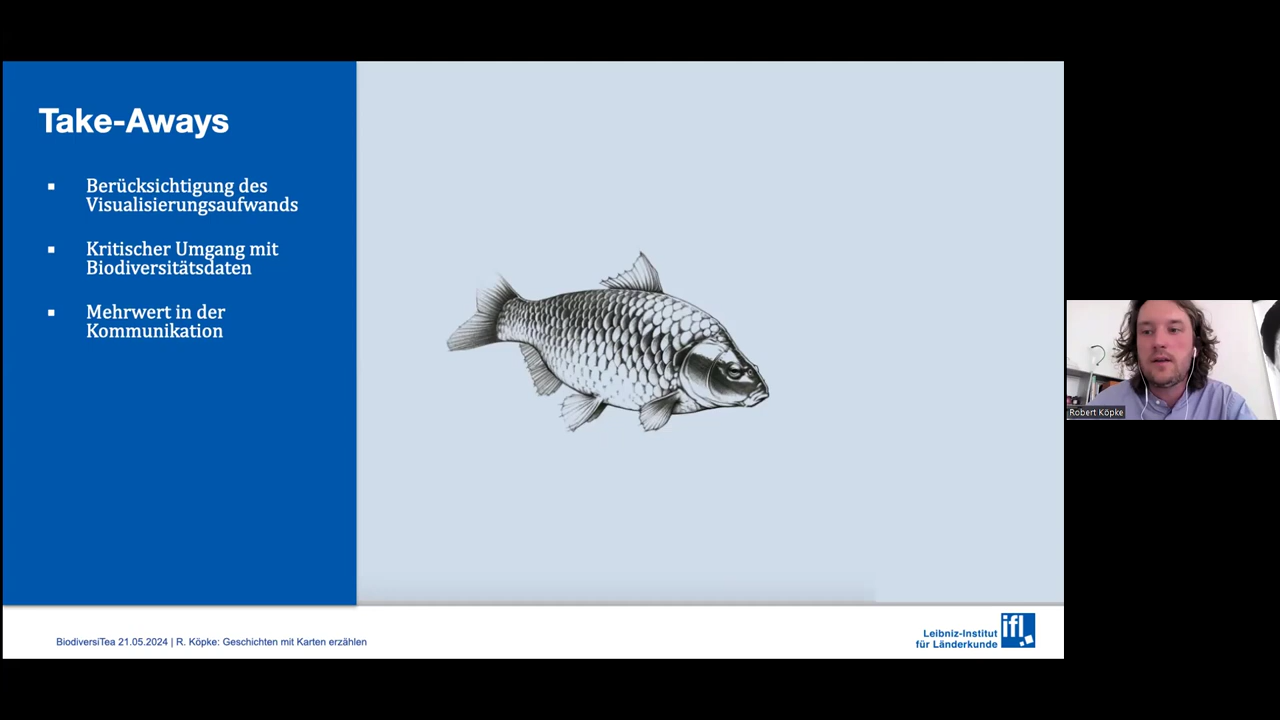 Take-Aways
▪ Berücksichtigung des
Visualisierungsaufwands
▪ Kritischer Umgang mit
Biodiversitätsdaten
▪ Mehrwert in der
Kommunikation
Robert Köpke
BiodiversiTea 21.05.2024 | R. Köpke: Geschichten mit Karten erzählen
Leibniz-Institut
für Länderkunde
ifl